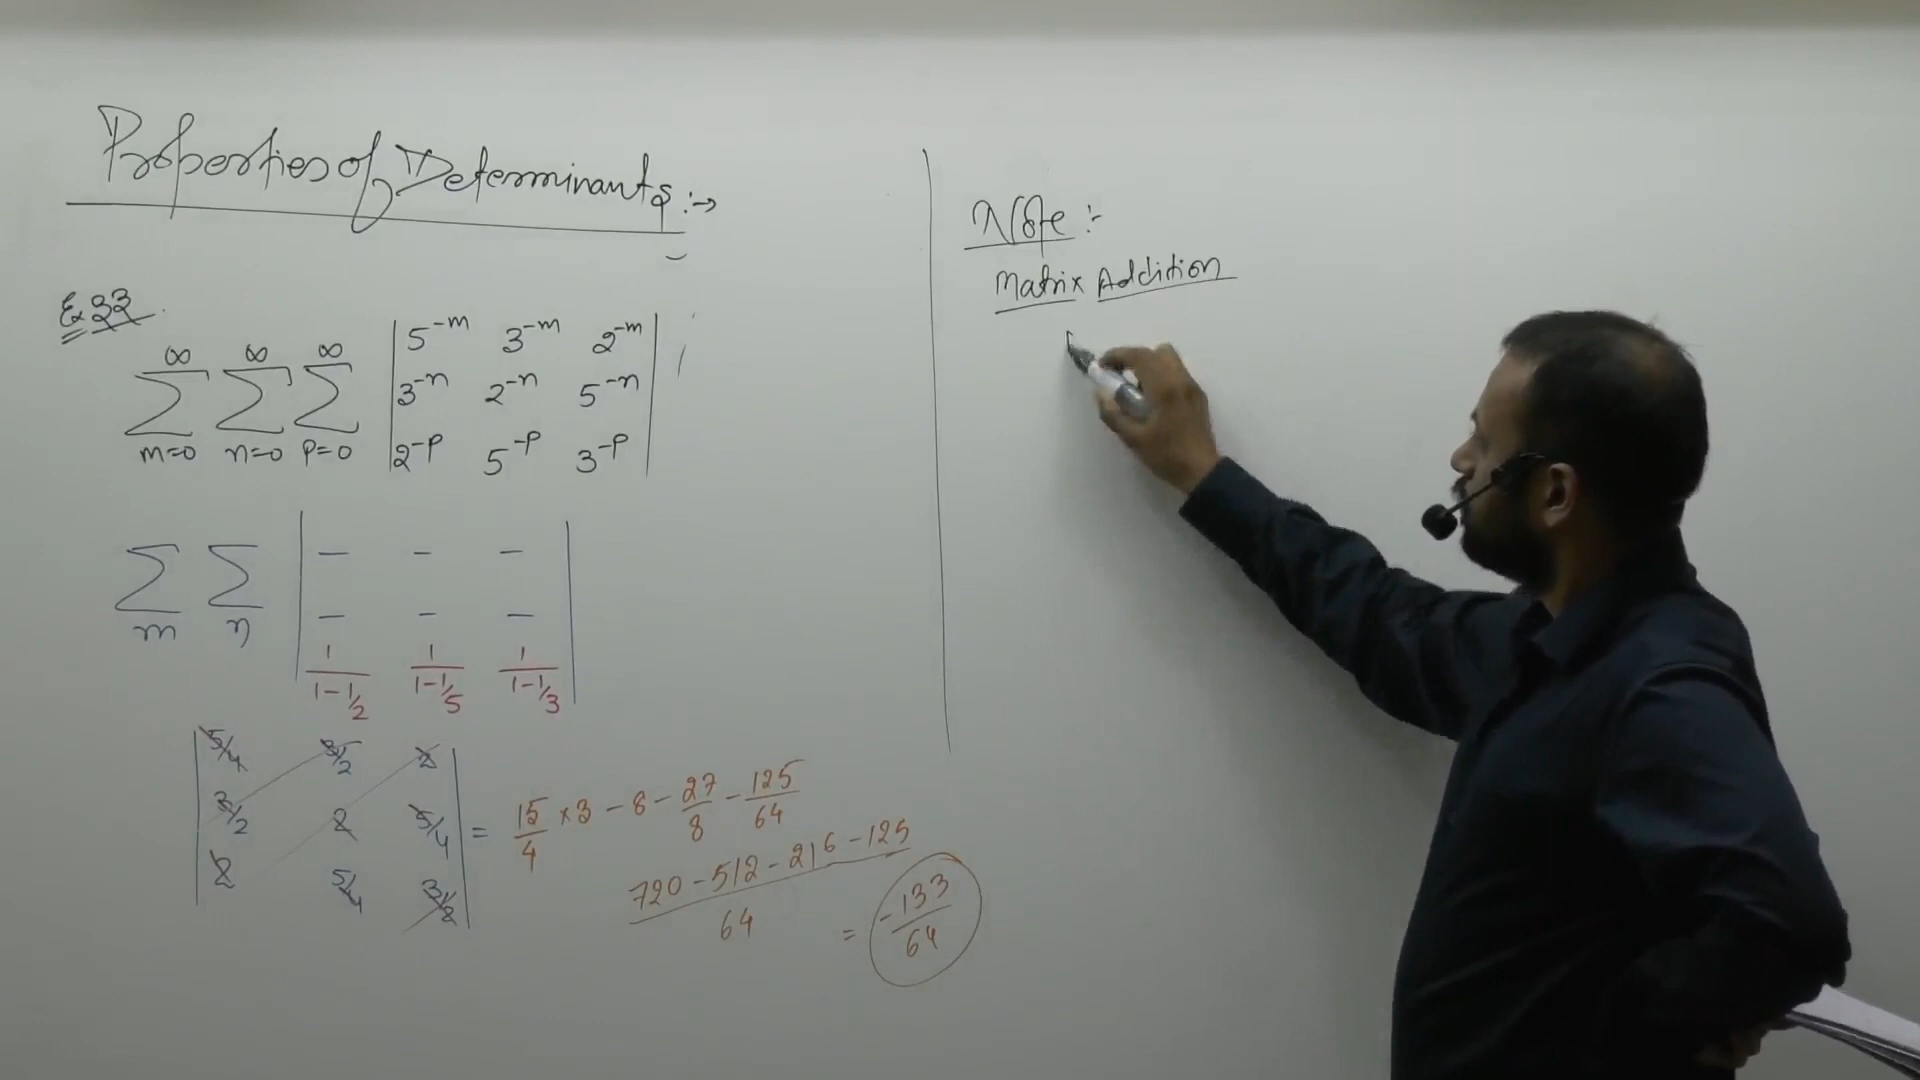 Properties of Determinants :→
Ex 33
∞ ∞ ∞
∑ ∑ ∑ | 5^-m 3^-m 2^-m |
m=0 n=0 p=0 | 3^-n 2^-n 5^-n |
| 2^-p 5^-p 3^-p |
∑ ∑ | — — — |
m n | — — — |
| 1/(1-1/2) 1/(1-1/5) 1/(1-1/3) |
| 5/4 3/2 2 |
| 3/2 2 5/4 | = 15/4 × 3 - 8 - 27/8 - 125/64
| 2 5/4 3/2 |
(720 - 512 - 216 - 125)/64
= -133/64
Note :-
Matrix Addition